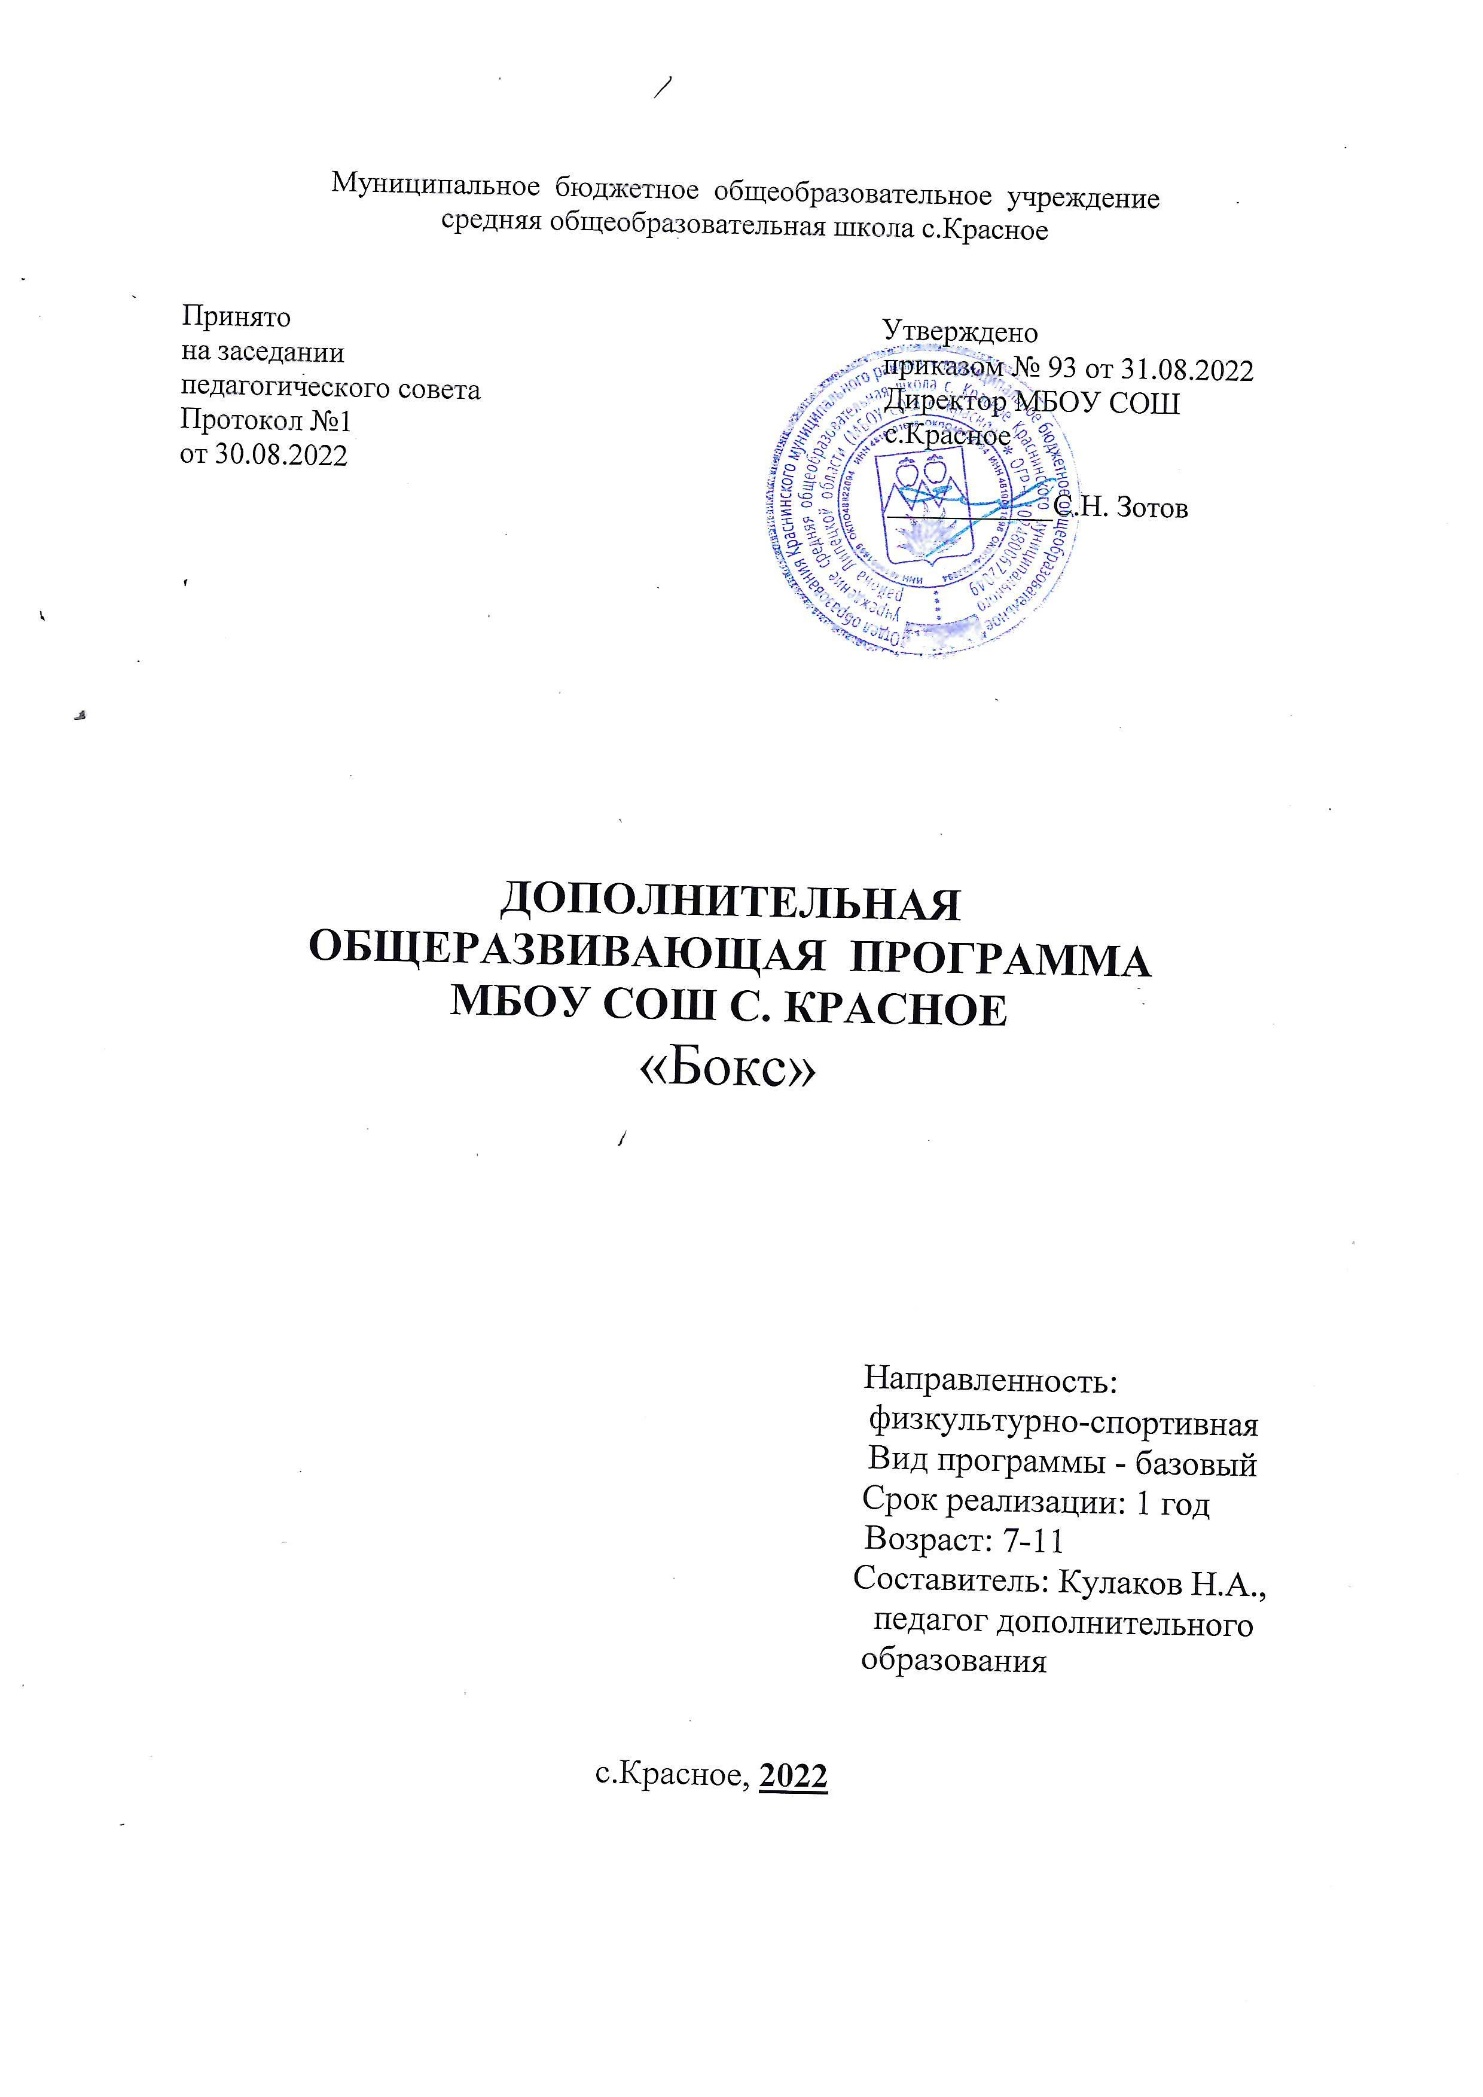 Муниципальное бюджетное общеобразовательное учреждение
средняя общеобразовательная школа с.Красное
Принято
на заседании
педагогического совета
Протокол №1
от 30.08.2022
Утверждено
приказом № 93 от 31.08.2022
Директор МБОУ СОШ
с.Красное
____________С.Н. Зотов
ДОПОЛНИТЕЛЬНАЯ
ОБЩЕРАЗВИВАЮЩАЯ ПРОГРАММА
МБОУ СОШ С. КРАСНОЕ
«Бокс»
Направленность:
физкультурно-спортивная
Вид программы - базовый
Срок реализации: 1 год
Возраст: 7-11
Составитель: Кулаков Н.А.,
педагог дополнительного
образования
с.Красное, 2022